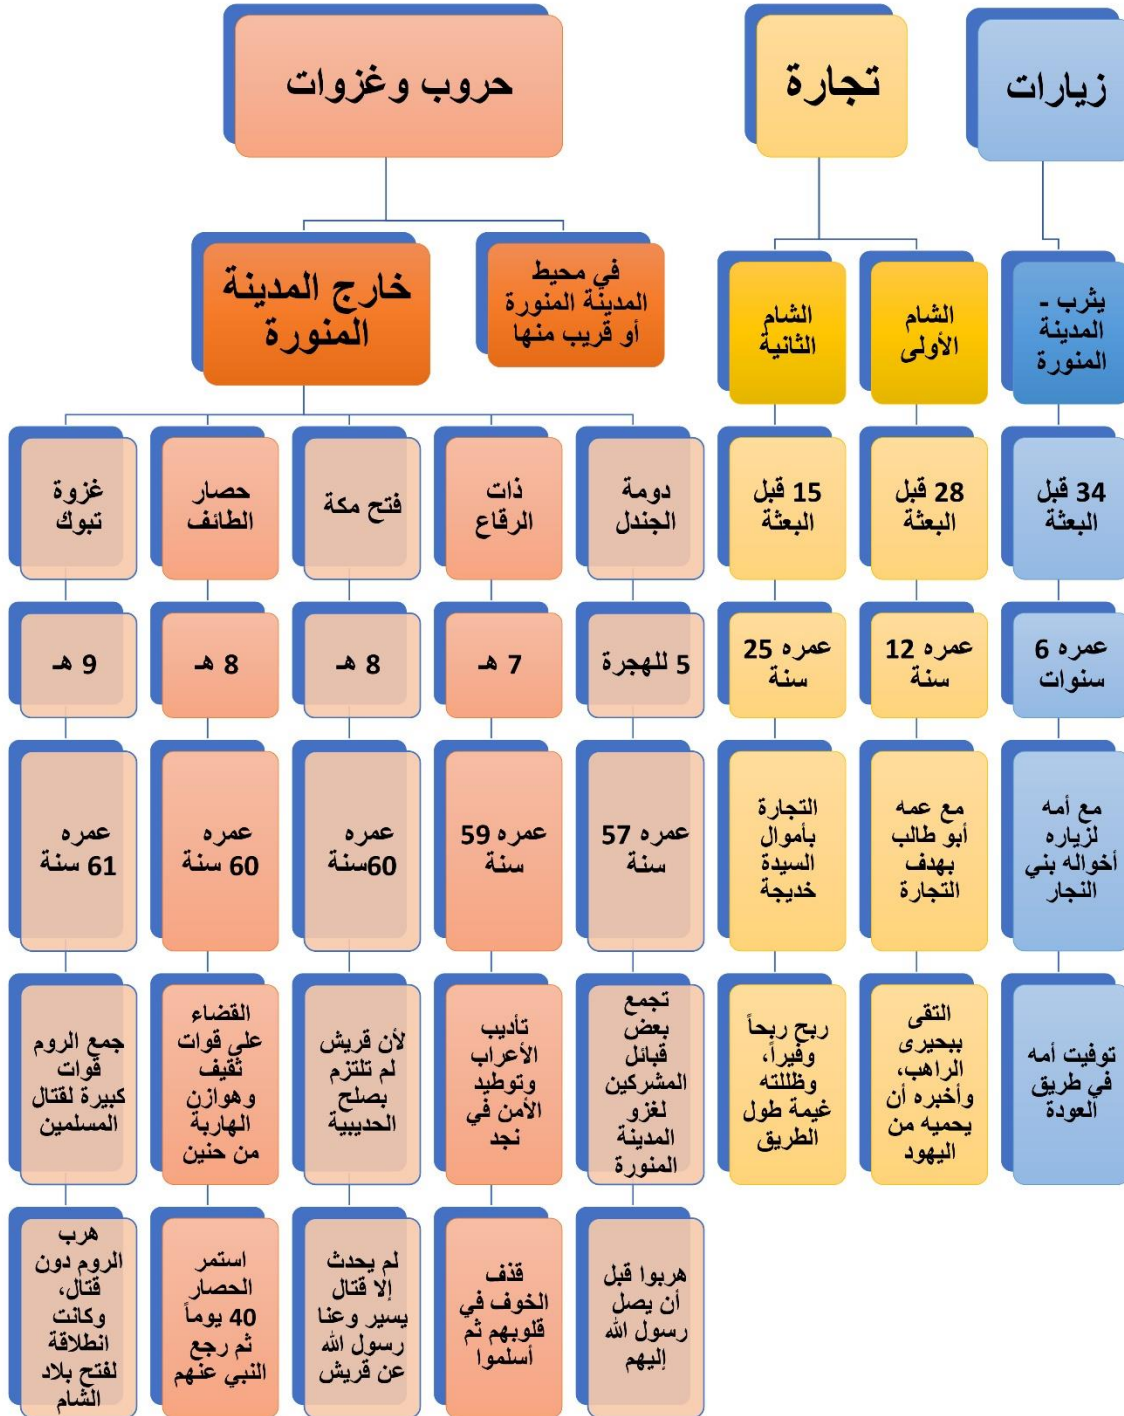 زيارات
تجارة
حروب وغزوات
في محيط
المدينة المنورة
أو قريب منها
خارج المدينة
المنورة
يثرب -
المدينة
المنورة
34 قبل
البعثة
عمره 6
سنوات
مع أمه
لزياره
أخواله بني
النجار
توفيت أمه
في طريق
العودة
الشام
الأولى
28 قبل
البعثة
عمره 12
سنة
مع عمه
أبو طالب
بهدف
التجارة
التقى
ببحيرى
الراهب،
وأخبره أن
يحميه من
اليهود
الشام
الثانية
15 قبل
البعثة
عمره 25
سنة
التجارة
بأموال
السيدة
خديجة
ربح ربحاً
وفيراً،
وظللته
غيمة طول
الطريق
دومة
الجندل
5 للهجرة
عمره 57
سنة
تجمع
بعض
قبائل
المشركين
لغزو
المدينة
المنورة
هربوا قبل
أن يصل
رسول الله
إليهم
ذات
الرقاع
7 هـ
عمره 59
سنة
تأديب
الأعراب
وتوطيد
الأمن في
نجد
قذف
الخوف في
قلوبهم ثم
أسلموا
فتح مكة
8 هـ
عمره
60سنة
لأن قريش
لم تلتزم
بصلح
الحديبية
لم يحدث
إلا قتال
يسير وعنا
رسول الله
عن قريش
حصار
الطائف
8 هـ
عمره
60 سنة
القضاء
على قوات
ثقيف
وهوازن
الهاربة
من حنين
استمر
الحصار
40 يوماً
ثم رجع
النبي عنهم
غزوة
تبوك
9 هـ
عمره
61 سنة
جمع الروم
قوات
كبيرة لقتال
المسلمين
هرب
الروم دون
قتال،
وكانت
انطلاقة
لفتح بلاد
الشام